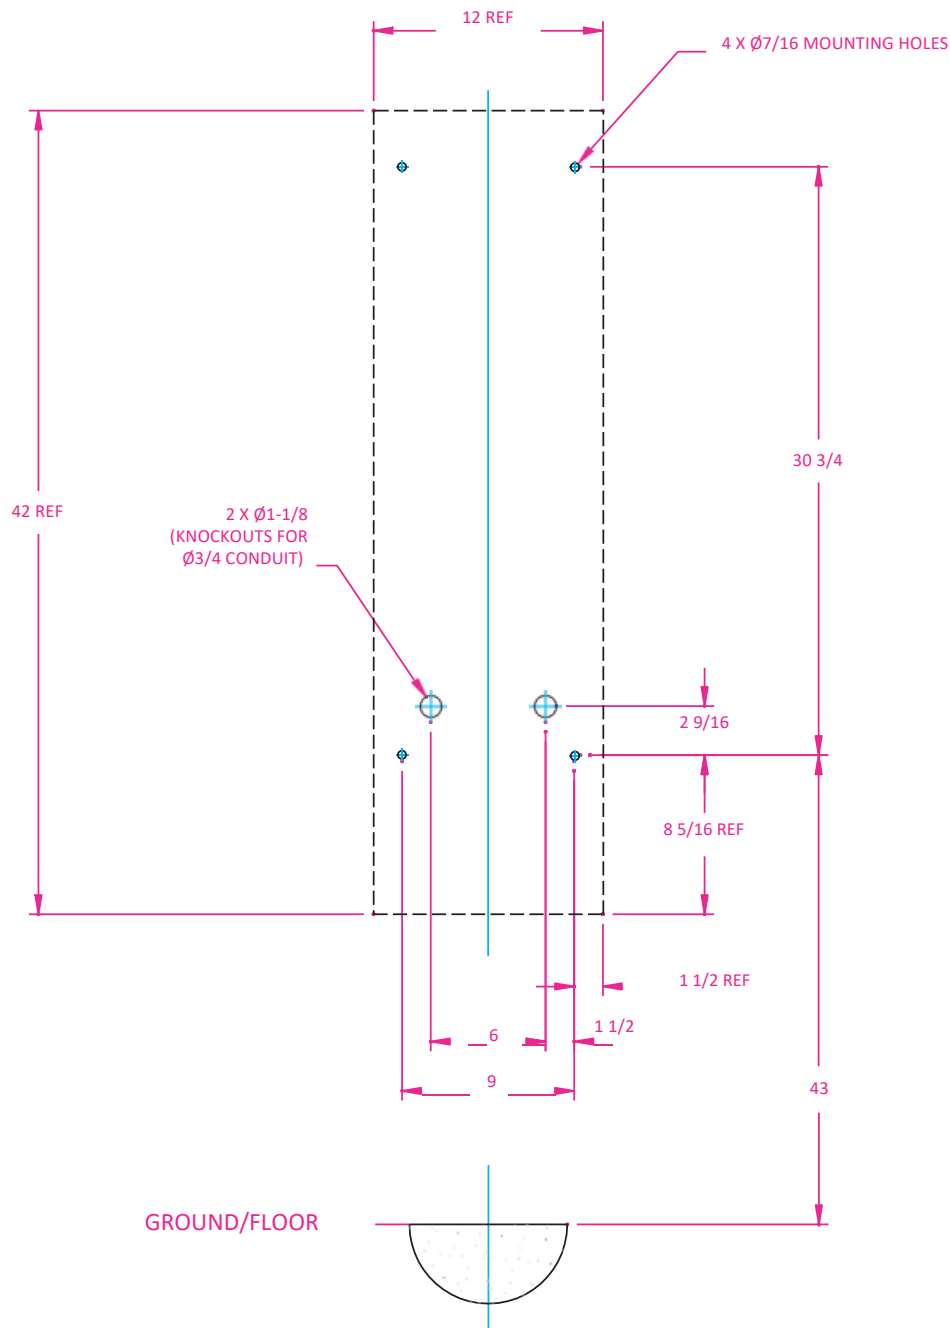 12 REF
4 X Ø7/16 MOUNTING HOLES
30 3/4
42 REF
2 X Ø1-1/8
(KNOCKOUTS FOR
Ø3/4 CONDUIT)
2 9/16
8 5/16 REF
1 1/2 REF
1 1/2
6
9
43
GROUND/FLOOR